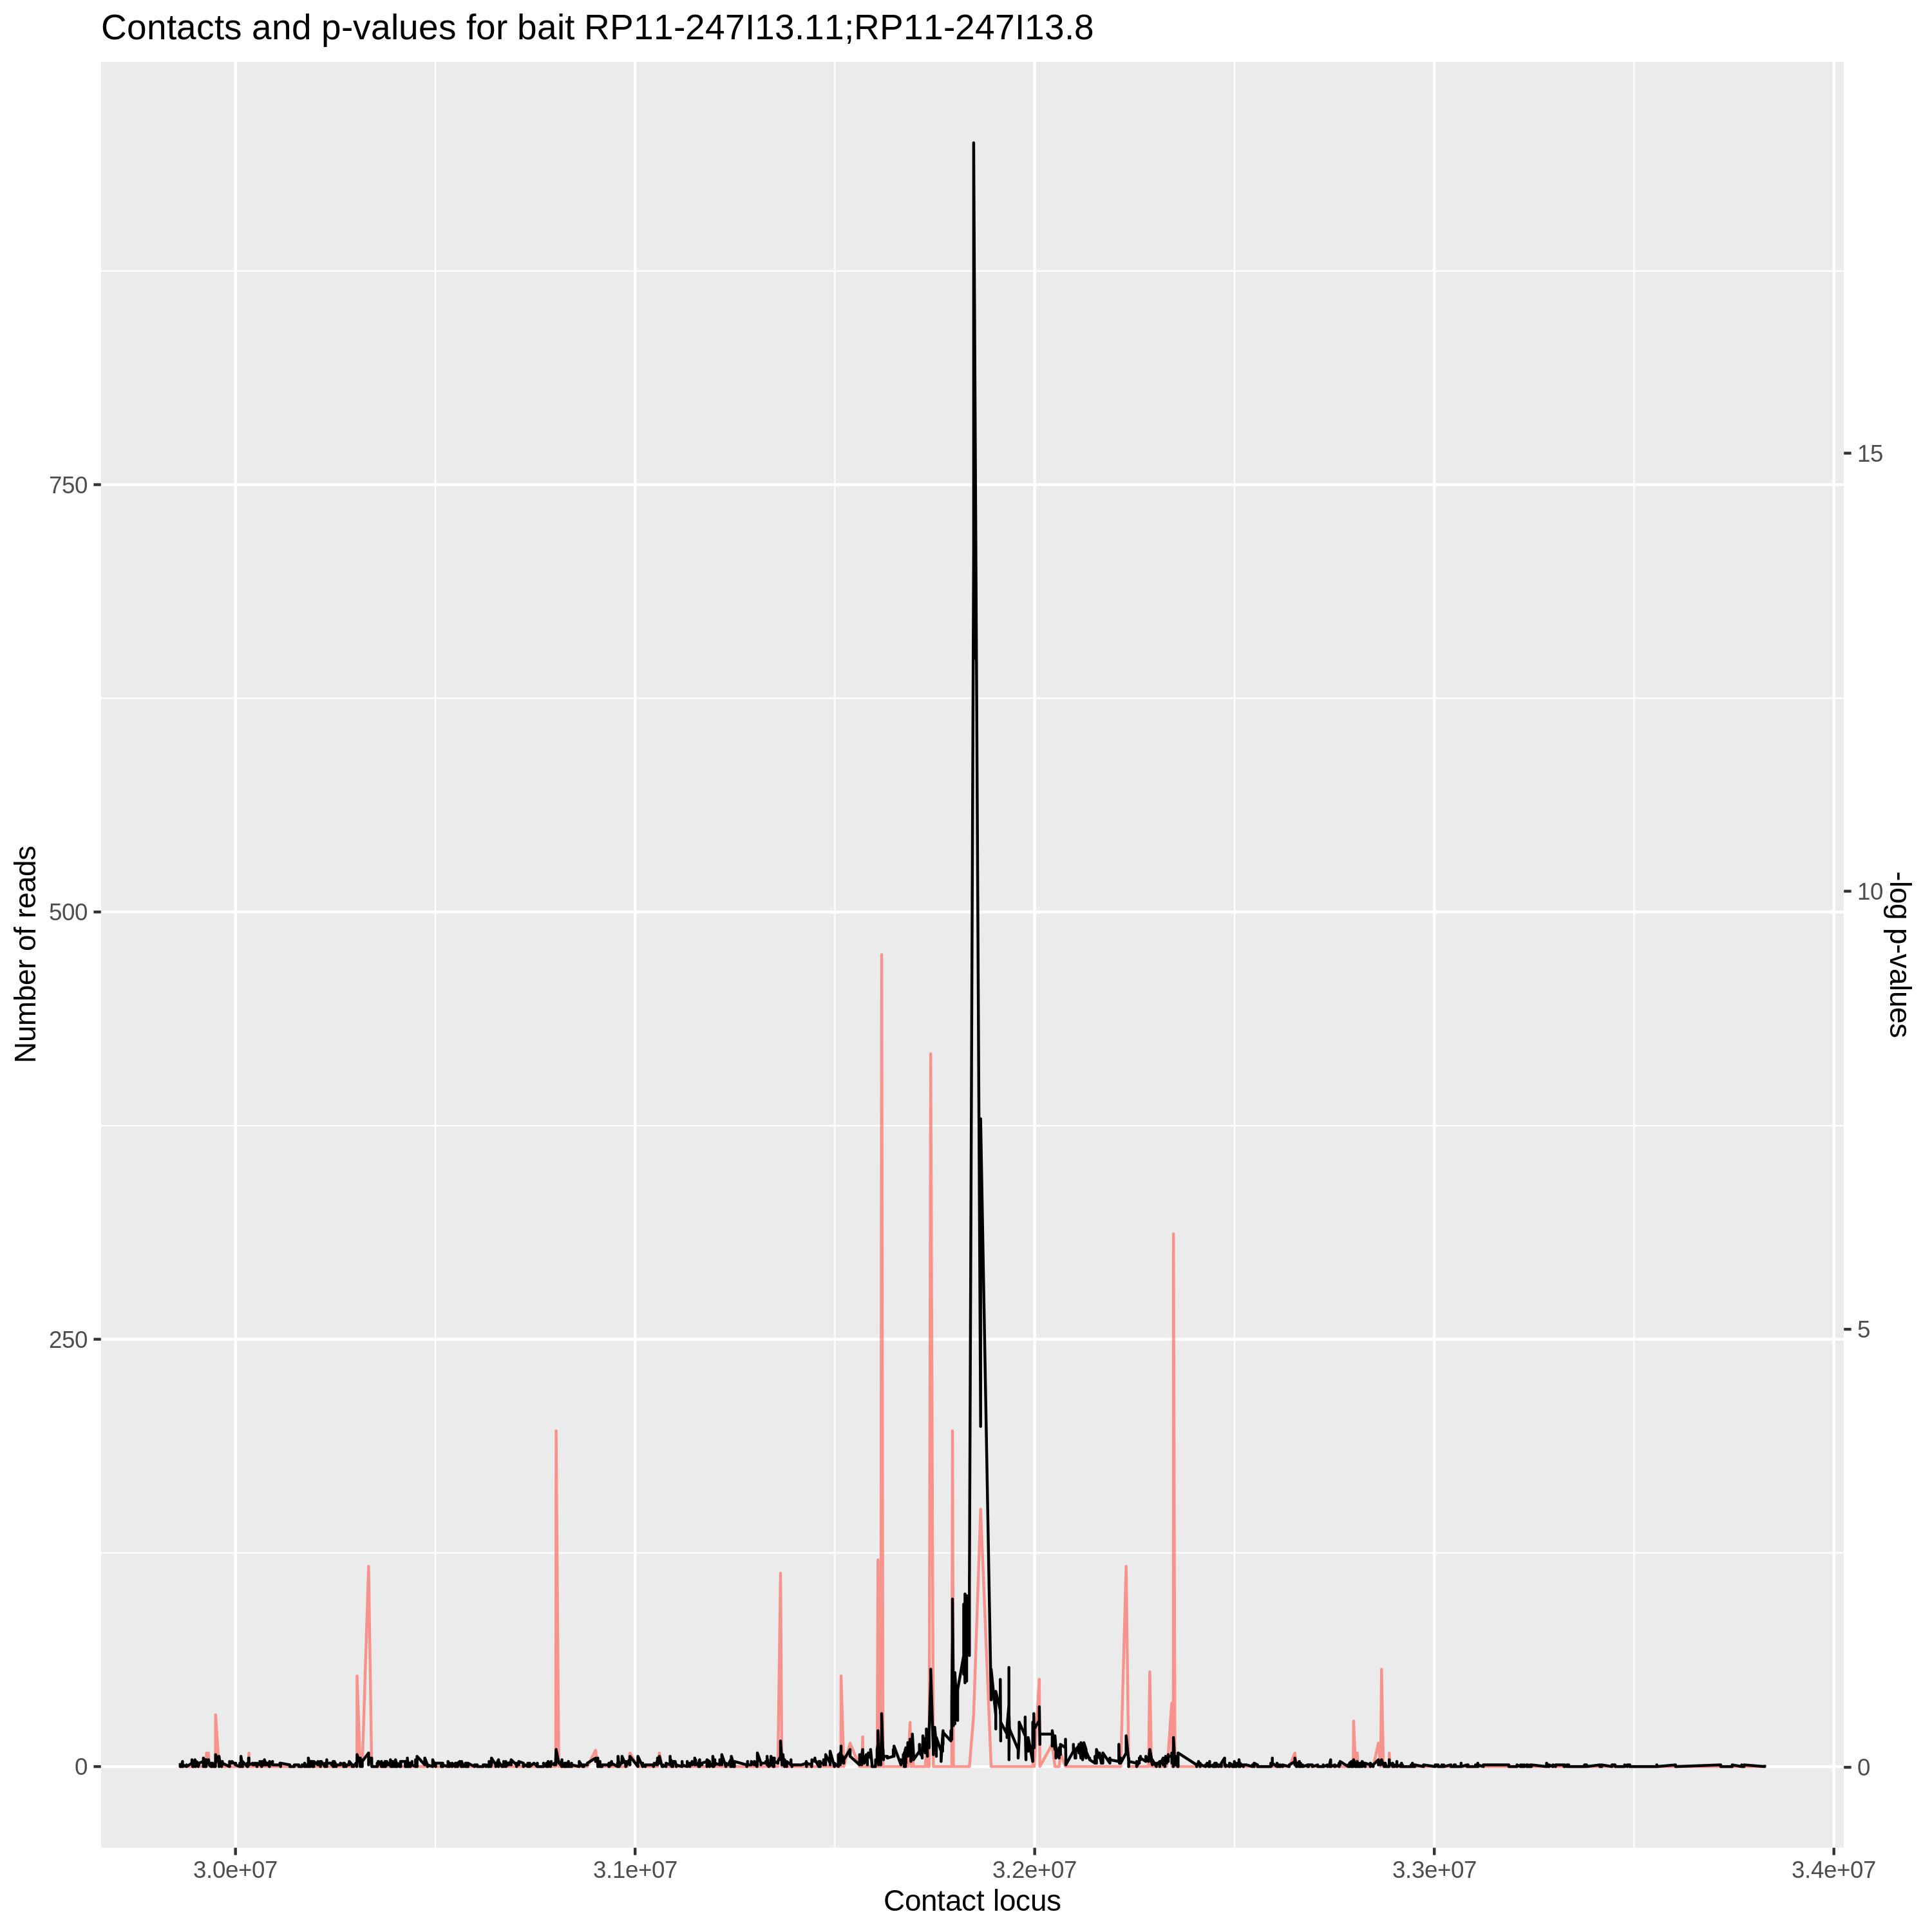 Contacts and p-values for bait RP11-247I13.11;RP11-247I13.8
Number of reads
750
500
250
0
15
10
5
0
-log p-values
3.0e+07
3.1e+07
3.2e+07
3.3e+07
3.4e+07
Contact locus